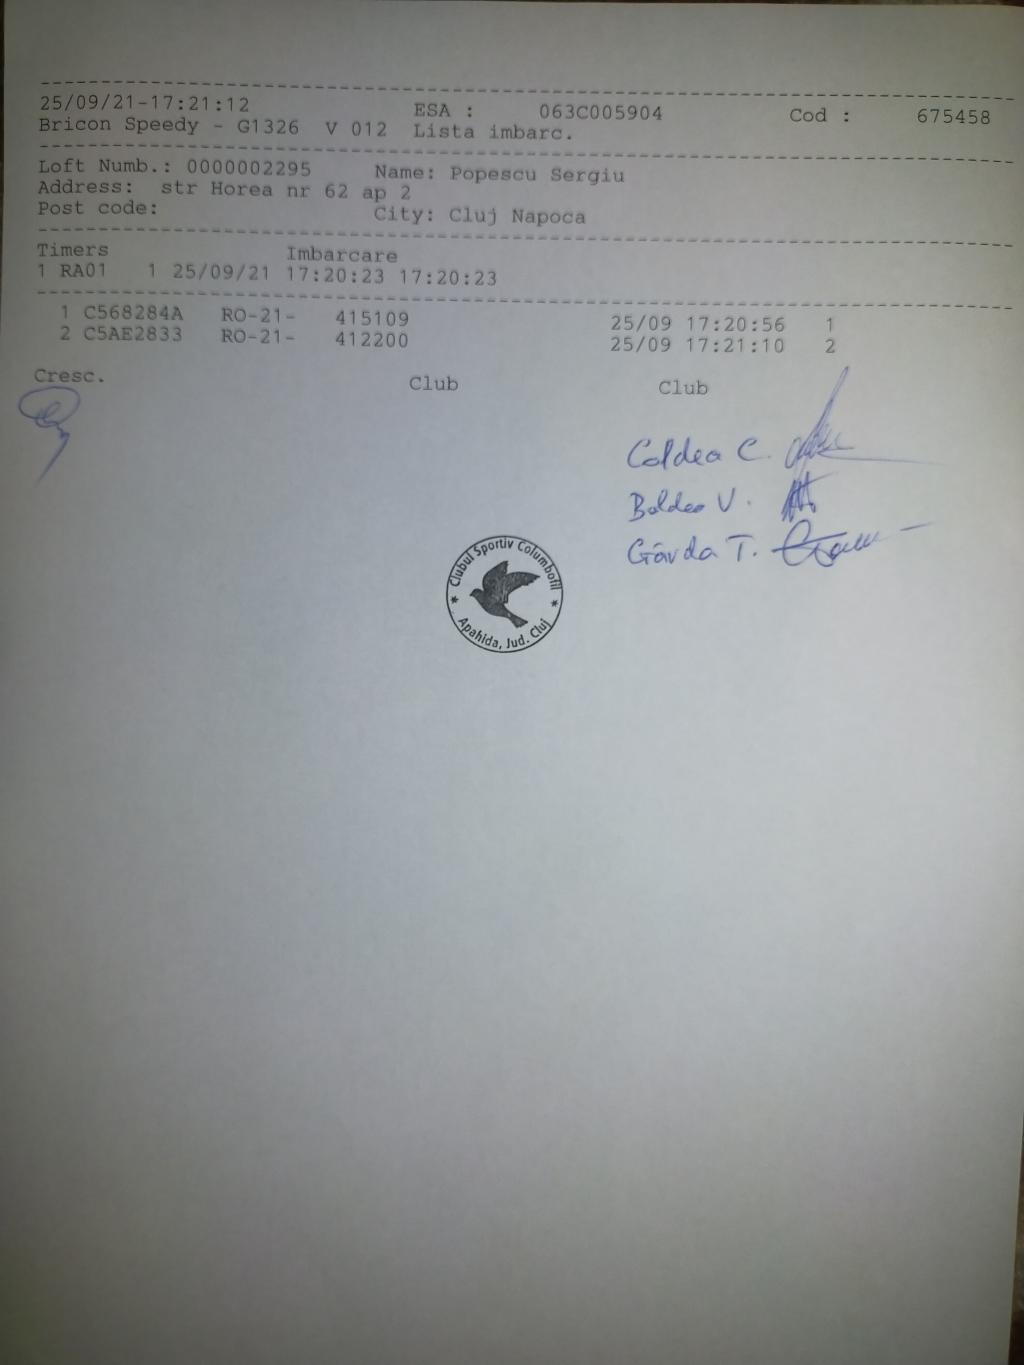 25/09/21-17:21:12 ESA : 063C005904 Cod : 675458
Bricon Speedy - G1326 V 012 Lista imbarc.
Loft Numb.: 0000002295 Name: Popescu Sergiu
Address: str Horea nr 62 ap 2
Post code: City: Cluj Napoca
Timers Imbarcare
1 RA01 1 25/09/21 17:20:23 17:20:23
1 C568284A RO-21- 415109 25/09 17:20:56 1
2 C5AE2833 RO-21- 412200 25/09 17:21:10 2
Cresc. Club Club
Coldea C.
Boldea V.
Gâvda T.
* Clubul Sportiv Columbofil *
Apahida, Jud. Cluj